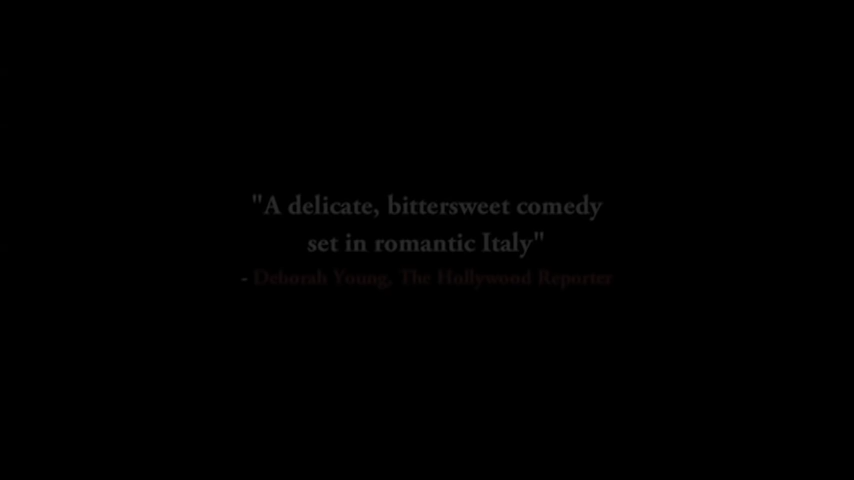 "A delicate, bittersweet comedy
set in romantic Italy"
- Deborah Young, The Hollywood Reporter